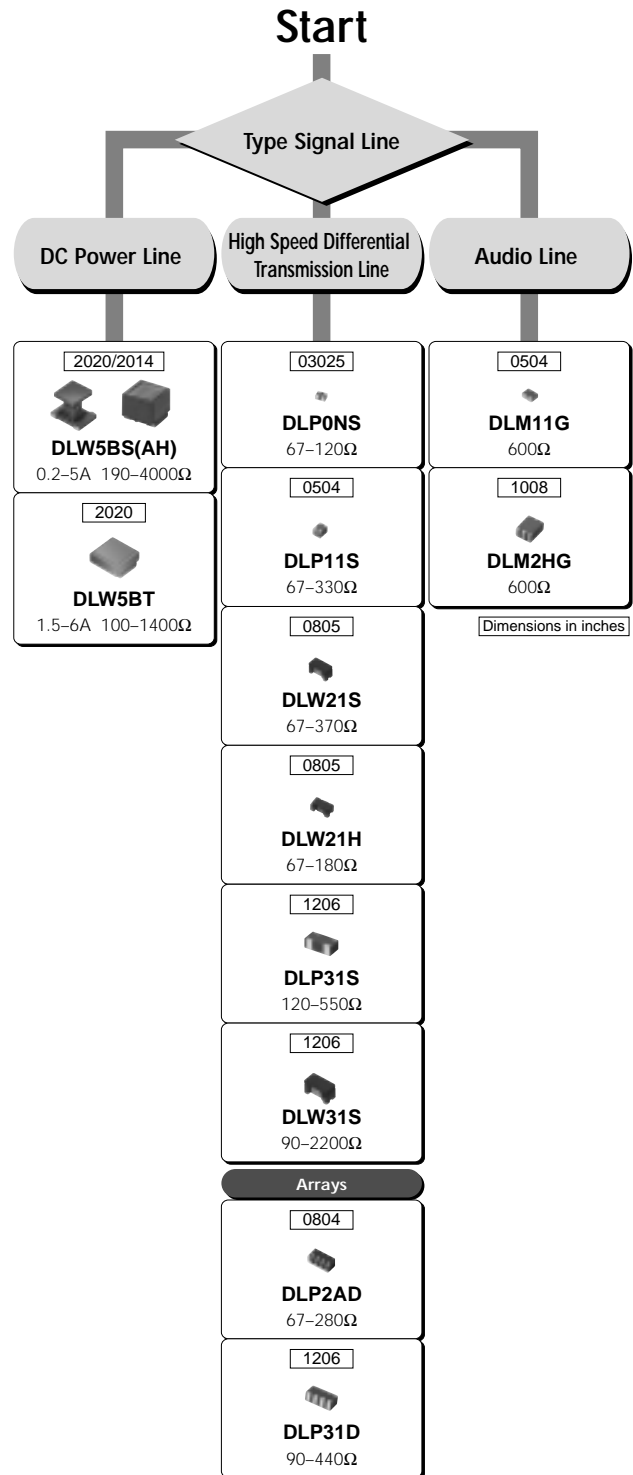 Start
Type Signal Line
DC Power Line
High Speed Differential
Transmission Line
Audio Line
2020/2014
DLW5BS(AH)
0.2–5A 190–4000Ω
2020
DLW5BT
1.5–6A 100–1400Ω
03025
DLP0NS
67–120Ω
0504
DLP11S
67–330Ω
0805
DLW21S
67–370Ω
0805
DLW21H
67–180Ω
1206
DLP31S
120–550Ω
1206
DLW31S
90–2200Ω
Arrays
0804
DLP2AD
67–280Ω
1206
DLP31D
90–440Ω
0504
DLM11G
600Ω
1008
DLM2HG
600Ω
Dimensions in inches